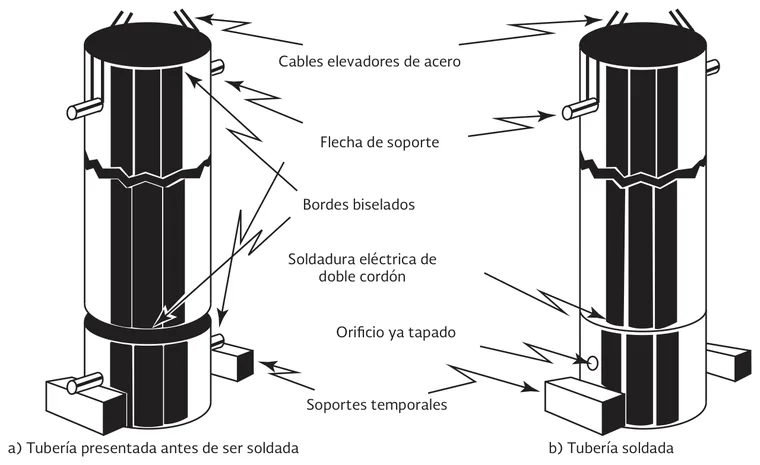 Cables elevadores de acero
Flecha de soporte
Bordes biselados
Soldadura eléctrica de
doble cordón
Orificio ya tapado
Soportes temporales
a) Tubería presentada antes de ser soldada
b) Tubería soldada